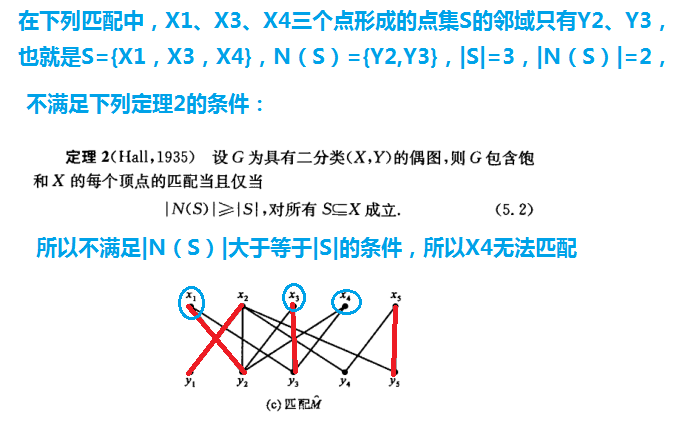 在下列匹配中，X1、X3、X4三个点形成的点集S的邻域只有Y2、Y3，
也就是S={X1，X3，X4}，N（S）={Y2,Y3}，|S|=3，|N（S）|=2，
不满足下列定理2的条件：
定理 2(Hall,1935) 设 G 为具有二分类(X,Y)的偶图,则 G 包含饱
和 X 的每个顶点的匹配当且仅当
|N(S)|≥|S|,对所有 S⊆X 成立. (5.2)
所以不满足|N（S）|大于等于|S|的条件，所以X4无法匹配
x₁ x₂ x₃ x₄ x₅
y₁ y₂ y₃ y₄ y₅
(c) 匹配M̂